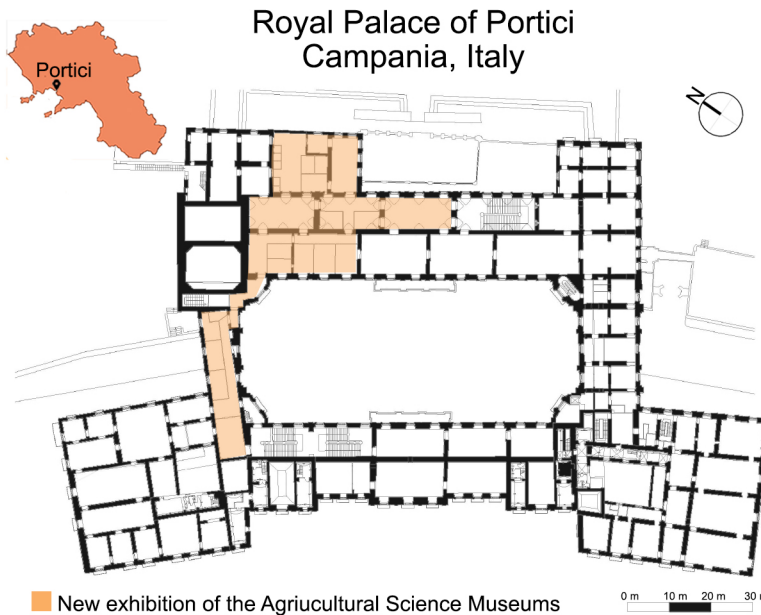 Royal Palace of Portici
Campania, Italy
Portici
N
New exhibition of the Agriucultural Science Museums
0 m 10 m 20 m 30 m